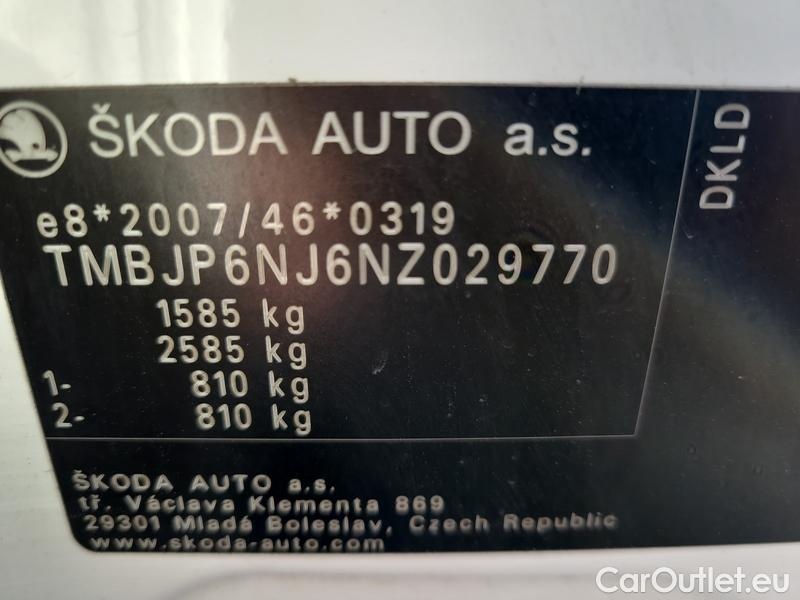 ŠKODA AUTO a.s.
DKLD
e8*2007/46*0319
TMBJP6NJ6NZ029770
1585 kg
2585 kg
1- 810 kg
2- 810 kg
ŠKODA AUTO a.s.
tř. Václava Klementa 869
29301 Mladá Boleslav, Czech Republic
www.skoda-auto.com
CarOutlet.eu